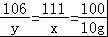 106/y = 111/x = 100/10g